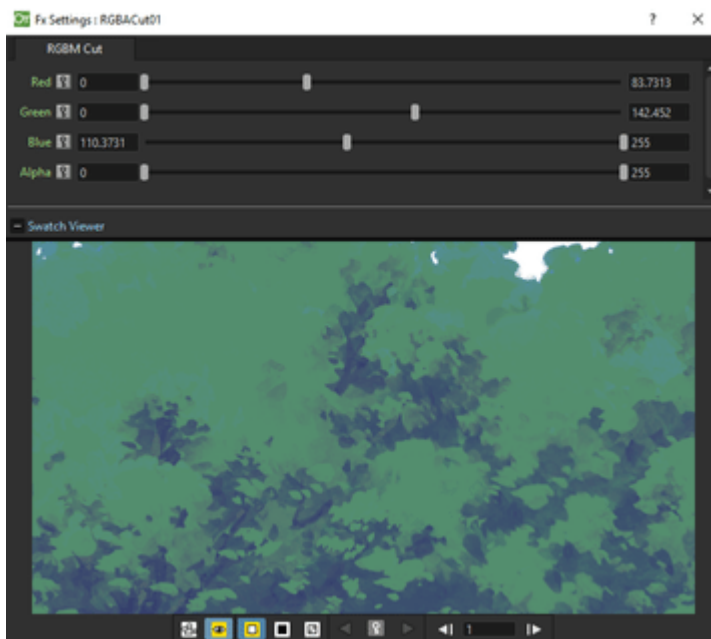 Fx Settings : RGBACut01 ? ×
RGBM Cut
Red 0 83.7313
Green 0 142.452
Blue 110.3731 255
Alpha 0 255
Swatch Viewer
1